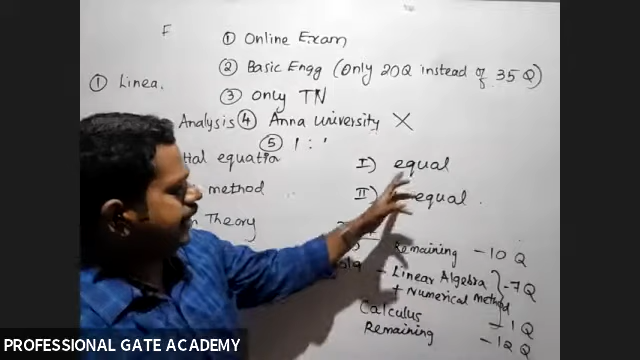 F
① Online Exam
② Basic Engg (Only 20Q instead of 35 Q)
① Linea.
③ only TN
Analysis ④ Anna university X
⑤ 1 :
tial equation
I) equal
method
II) equal .
Theory
Remaining - 10 Q
- Linear Algebra
+ Numerical Method
- 7Q
Calculus - 1 Q
Remaining - 12 Q
PROFESSIONAL GATE ACADEMY